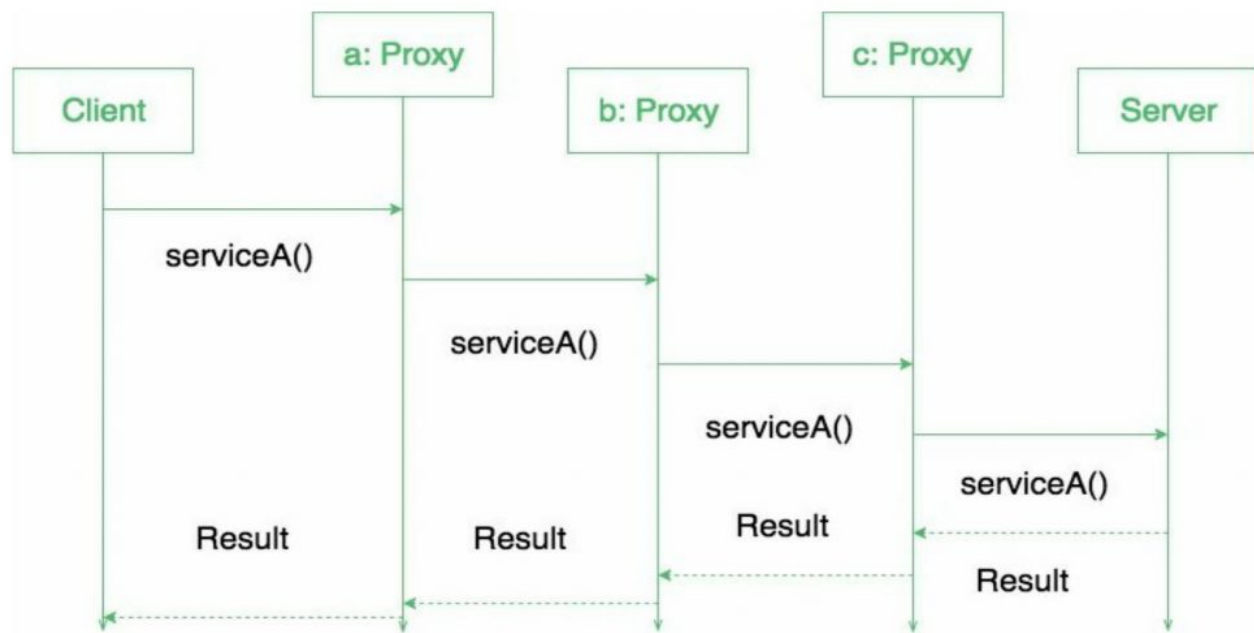 a: Proxy
c: Proxy
Client
b: Proxy
Server
serviceA()
serviceA()
serviceA()
serviceA()
Result
Result
Result
Result